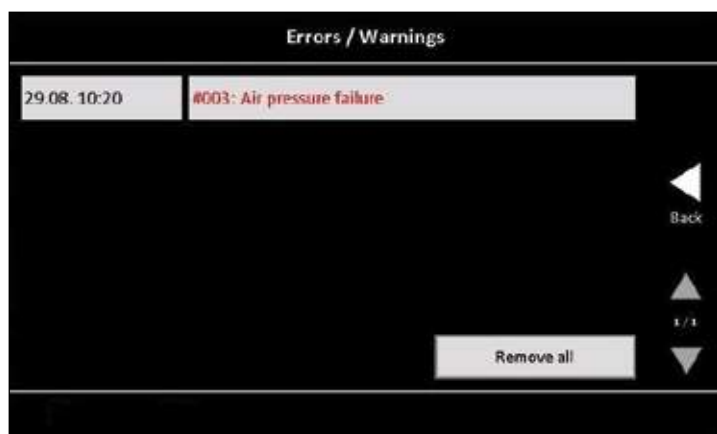 Errors / Warnings
29.08. 10:20 #003: Air pressure failure
Back
1/1
Remove all